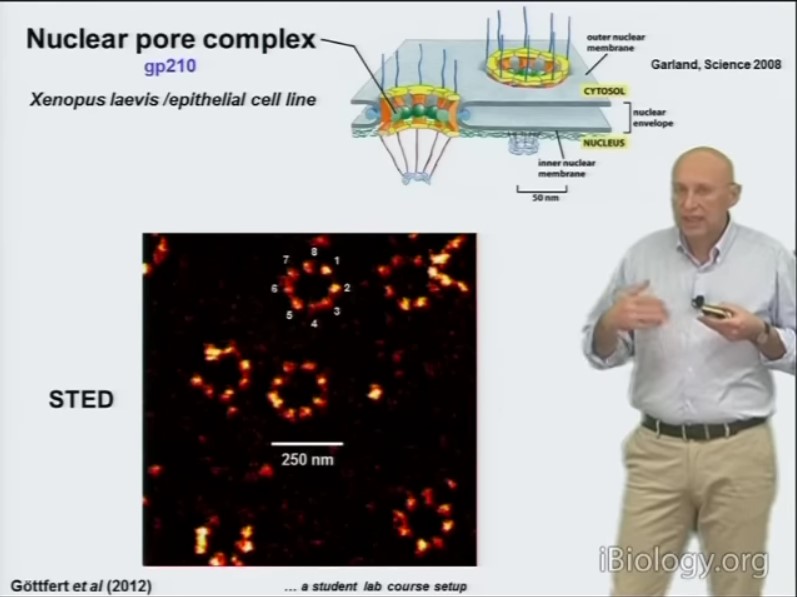 Nuclear pore complex
gp210
Xenopus laevis /epithelial cell line
outer nuclear
membrane
Garland, Science 2008
CYTOSOL
nuclear
envelope
NUCLEUS
inner nuclear
membrane
50 nm
8
7
1
6
2
5
3
4
STED
250 nm
iBiology.org
Göttfert et al (2012)
... a student lab course setup